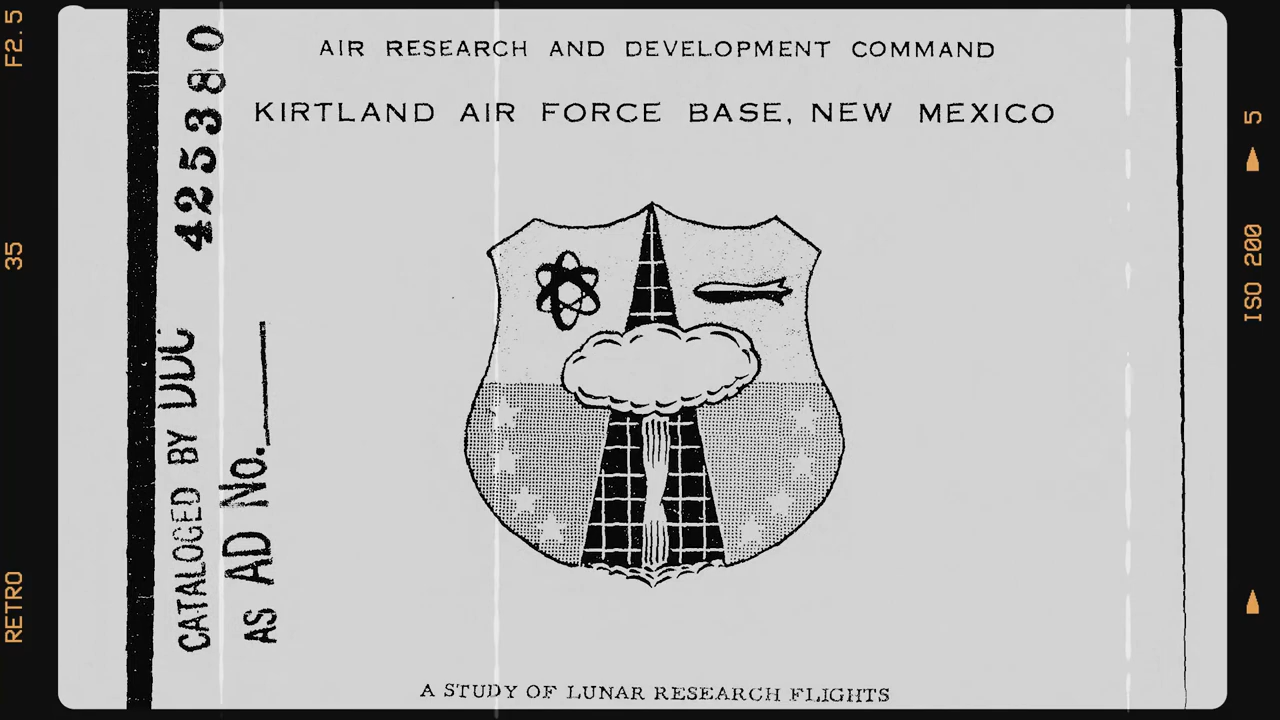 AIR RESEARCH AND DEVELOPMENT COMMAND
KIRTLAND AIR FORCE BASE, NEW MEXICO
A STUDY OF LUNAR RESEARCH FLIGHTS
425380
CATALOGED BY DDC
AS AD No.
F2.5
35
RETRO
5
ISO 200